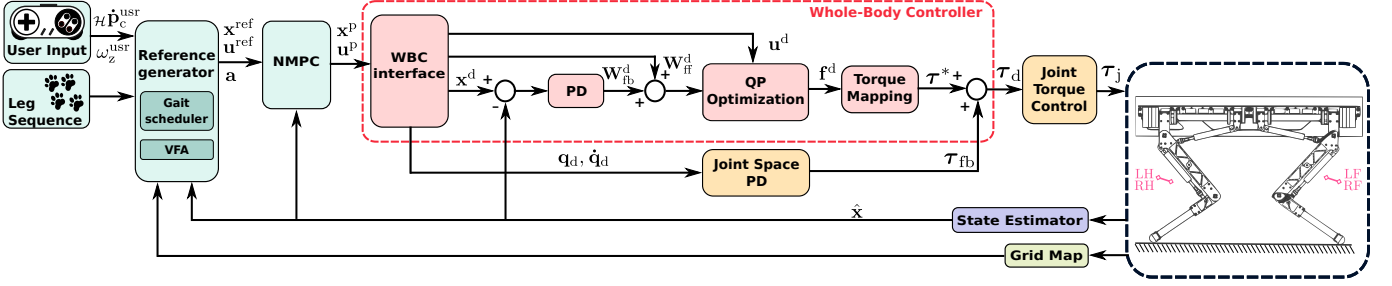 User Input
Leg
Sequence
ℋṗ_c^usr
ω_z^usr
Reference
generator
Gait
scheduler
VFA
x^ref
u^ref
a
NMPC
x^p
u^p
Whole-Body Controller
WBC
interface
x^d
+
-
PD
W_fb^d
W_ff^d
+
+
u^d
QP
Optimization
f^d
Torque
Mapping
τ*
+
+
τ_d
Joint
Torque
Control
τ_j
q_d, q̇_d
Joint Space
PD
τ_fb
LH
RH
LF
RF
x̂
State Estimator
Grid Map